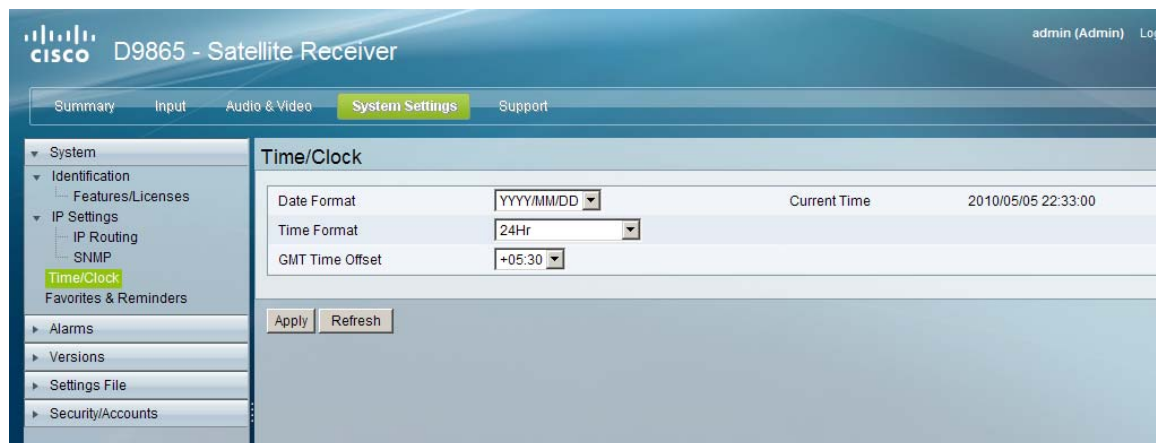 admin (Admin) Log
CISCO D9865 - Satellite Receiver
Summary Input Audio & Video System Settings Support
System
Identification
Features/Licenses
IP Settings
IP Routing
SNMP
Time/Clock
Favorites & Reminders
Alarms
Versions
Settings File
Security/Accounts
Time/Clock
Date Format YYYY/MM/DD Current Time 2010/05/05 22:33:00
Time Format 24Hr
GMT Time Offset +05:30
Apply Refresh